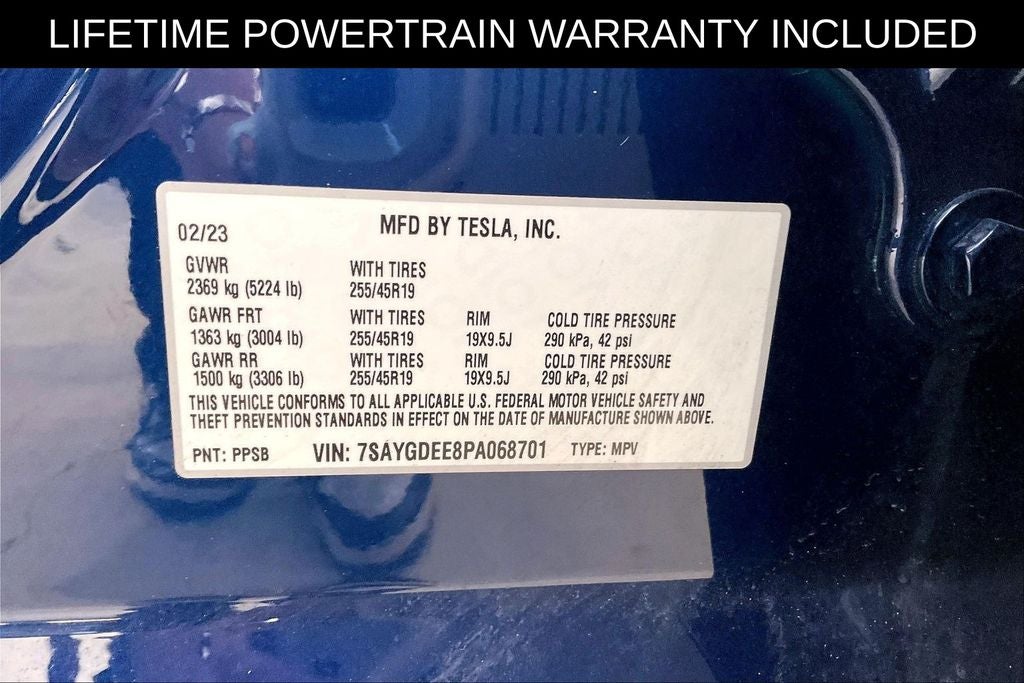 LIFETIME POWERTRAIN WARRANTY INCLUDED
02/23 MFD BY TESLA, INC.
GVWR WITH TIRES
2369 kg (5224 lb) 255/45R19
GAWR FRT WITH TIRES RIM COLD TIRE PRESSURE
1363 kg (3004 lb) 255/45R19 19X9.5J 290 kPa, 42 psi
GAWR RR WITH TIRES RIM COLD TIRE PRESSURE
1500 kg (3306 lb) 255/45R19 19X9.5J 290 kPa, 42 psi
THIS VEHICLE CONFORMS TO ALL APPLICABLE U.S. FEDERAL MOTOR VEHICLE SAFETY AND
THEFT PREVENTION STANDARDS IN EFFECT ON THE DATE OF MANUFACTURE SHOWN ABOVE.
PNT: PPSB VIN: 7SAYGDEE8PA068701 TYPE: MPV